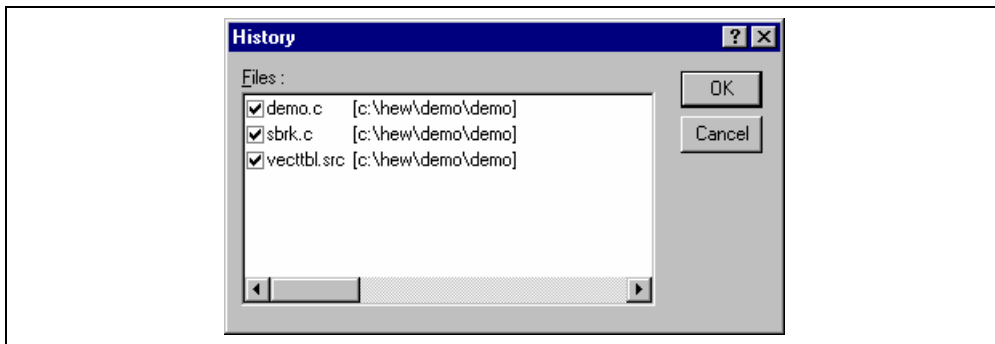 History
Files :
OK
demo.c [c:\hew\demo\demo]
sbrk.c [c:\hew\demo\demo]
Cancel
vecttbl.src [c:\hew\demo\demo]